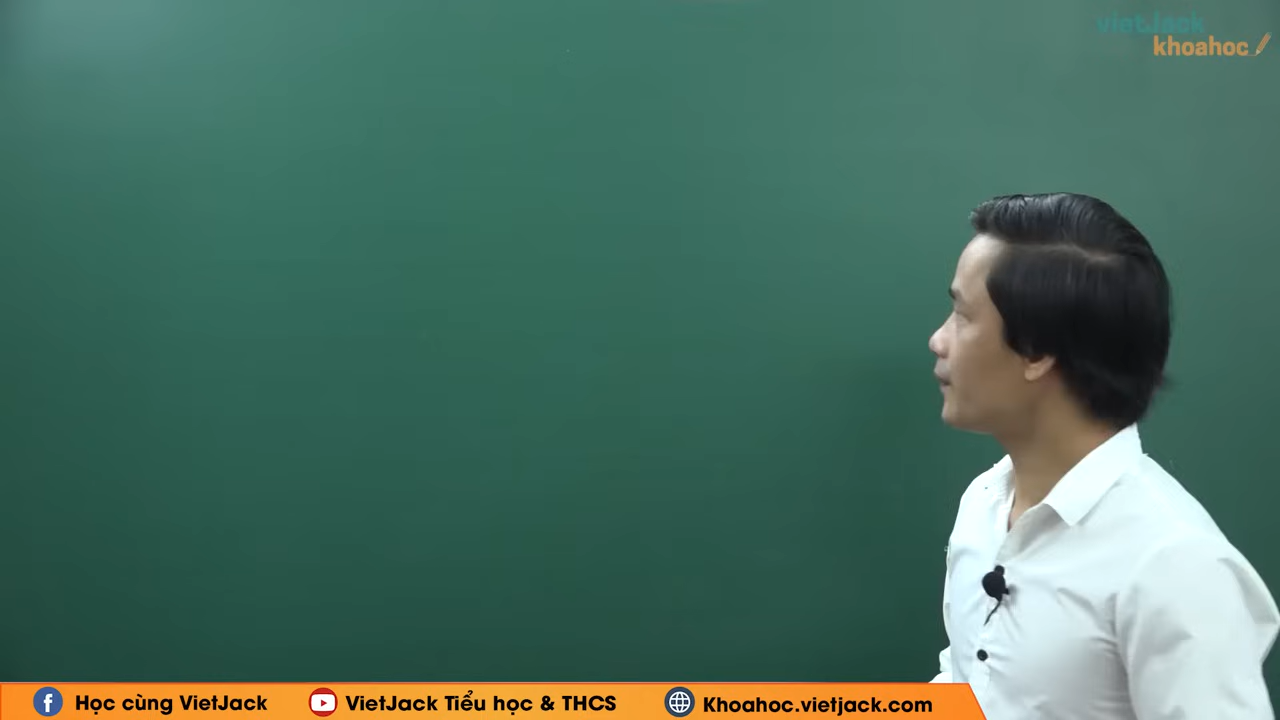 vietJack
khoahoc
Học cùng VietJack
VietJack Tiểu học & THCS
Khoahoc.vietjack.com